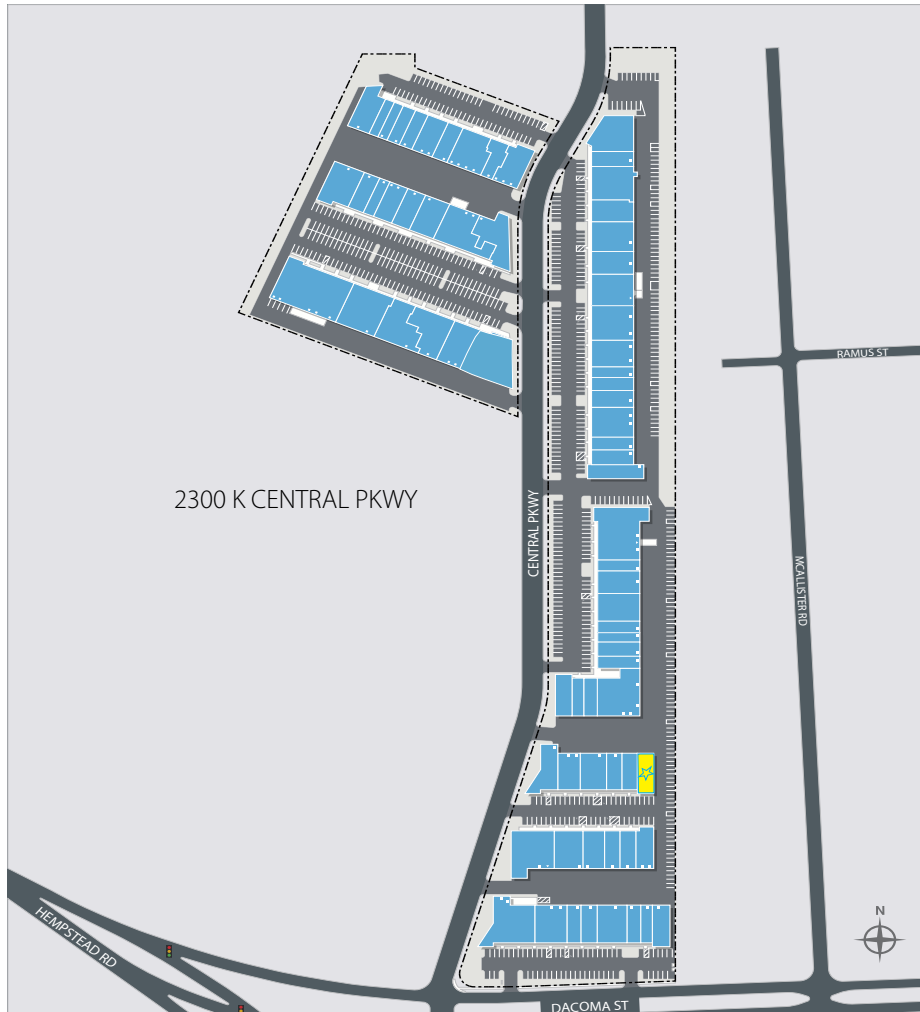 RAMUS ST
2300 K CENTRAL PKWY
CENTRAL PKWY
MCALLISTER RD
HEMPSTEAD RD
N
DACOMA ST